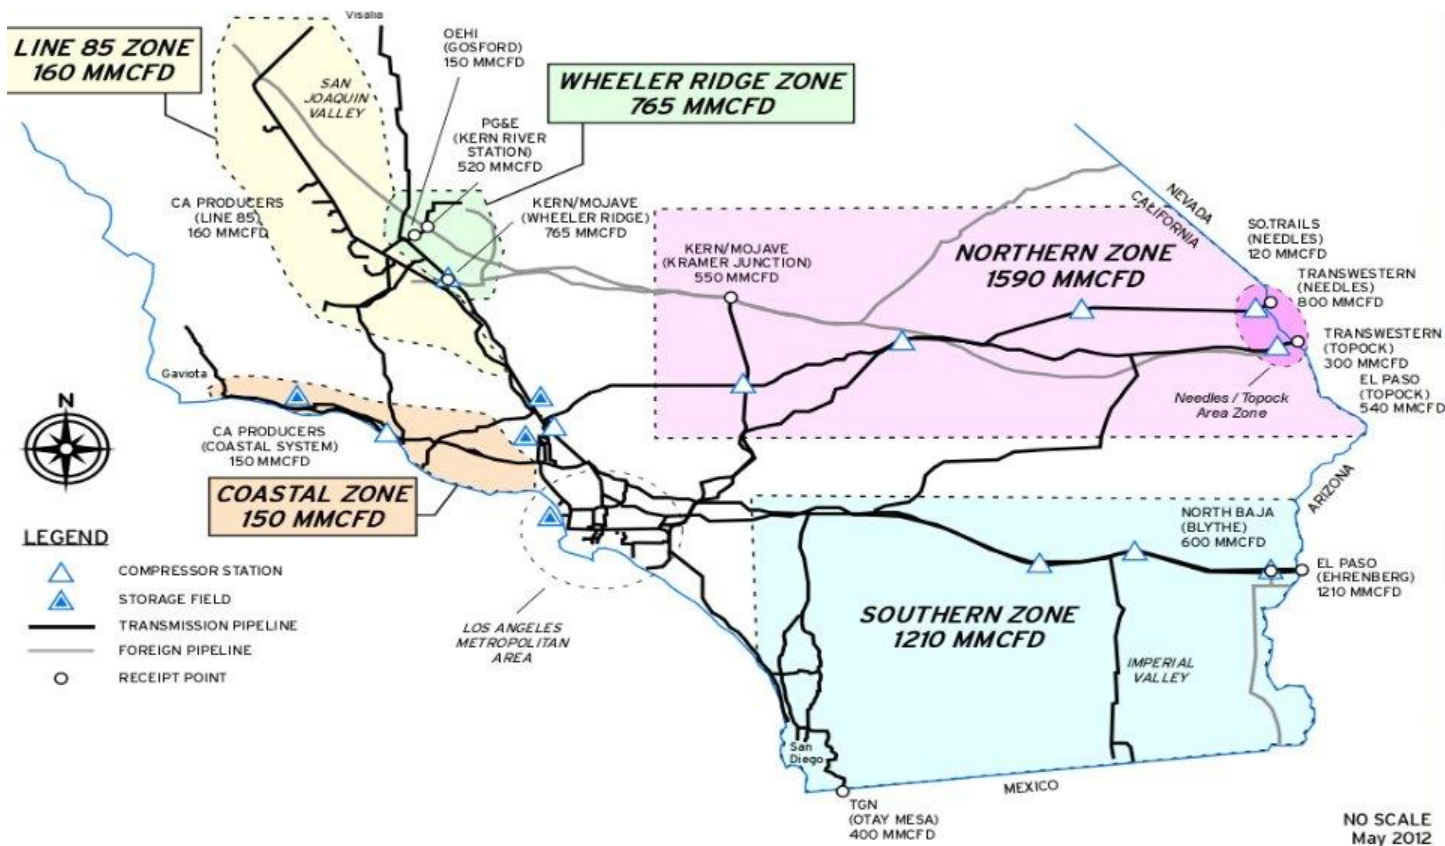 Visalia
LINE 85 ZONE
160 MMCFD
SAN
JOAQUIN
VALLEY
OEHI
(GOSFORD)
150 MMCFD
WHEELER RIDGE ZONE
765 MMCFD
PG&E
(KERN RIVER
STATION)
520 MMCFD
CA PRODUCERS
(LINE 85)
160 MMCFD
KERN/MOJAVE
(WHEELER RIDGE)
765 MMCFD
KERN/MOJAVE
(KRAMER JUNCTION)
550 MMCFD
NEVADA
CALIFORNIA
NORTHERN ZONE
1590 MMCFD
SO.TRAILS
(NEEDLES)
120 MMCFD
TRANSWESTERN
(NEEDLES)
800 MMCFD
TRANSWESTERN
(TOPOCK)
300 MMCFD
EL PASO
(TOPOCK)
540 MMCFD
Needles / Topock
Area Zone
Gaviota
N
CA PRODUCERS
(COASTAL SYSTEM)
150 MMCFD
COASTAL ZONE
150 MMCFD
ARIZONA
NORTH BAJA
(BLYTHE)
600 MMCFD
EL PASO
(EHRENBERG)
1210 MMCFD
LEGEND
COMPRESSOR STATION
STORAGE FIELD
TRANSMISSION PIPELINE
FOREIGN PIPELINE
RECEIPT POINT
LOS ANGELES
METROPOLITAN
AREA
SOUTHERN ZONE
1210 MMCFD
IMPERIAL
VALLEY
San
Diego
MEXICO
TGN
(OTAY MESA)
400 MMCFD
NO SCALE
May 2012